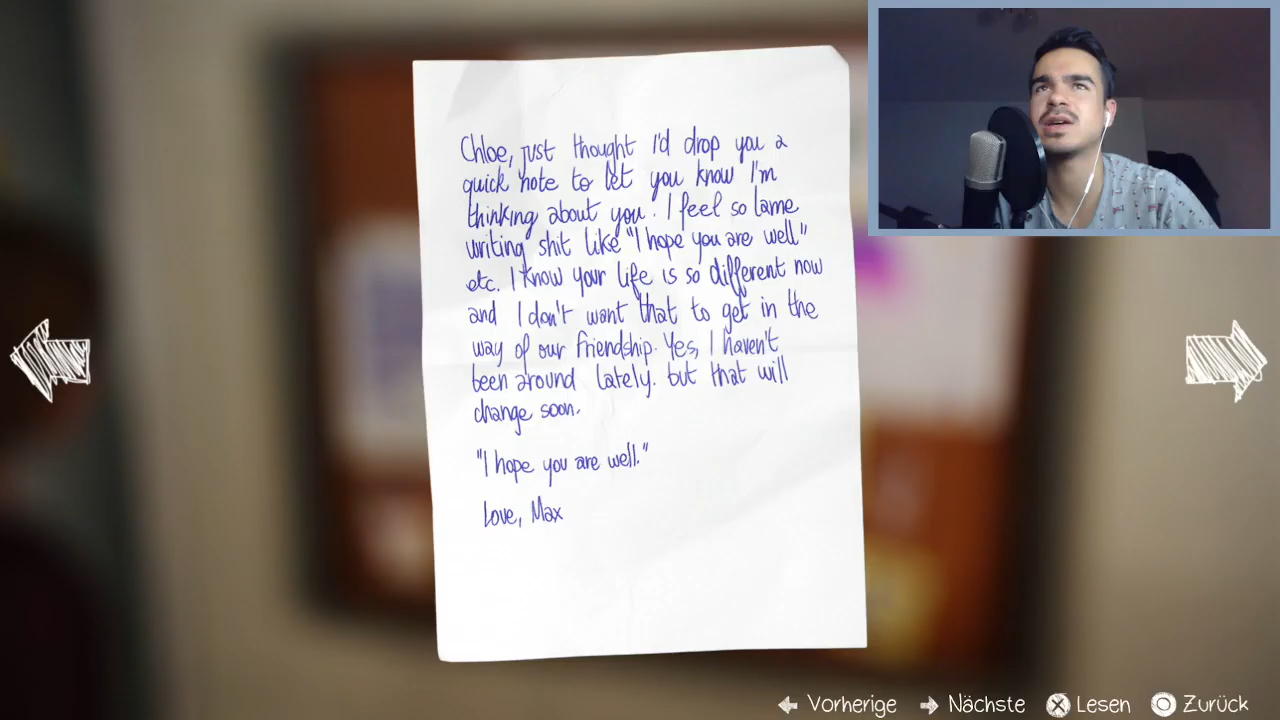 Chloe, just thought I'd drop you a
quick note to let you know I'm
thinking about you. I feel so lame
writing shit like "I hope you are well"
etc. I know your life is so different now
and I don't want that to get in the
way of our friendship. Yes, I haven't
been around lately. but that will
change soon.
"I hope you are well."
Love, Max
Vorherige Nächste Lesen Zurück